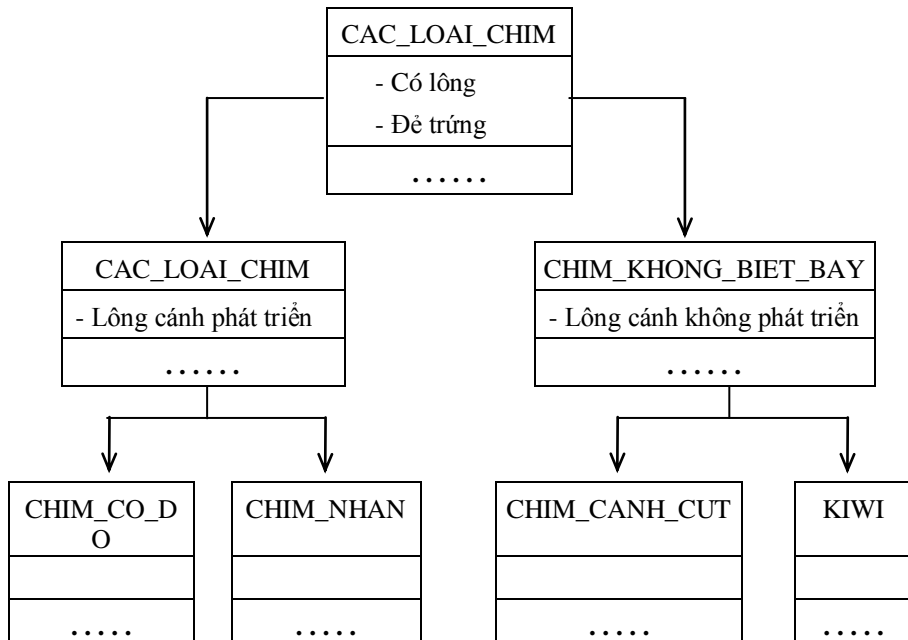 CAC_LOAI_CHIM
- Có lông
- Đẻ trứng
......
CAC_LOAI_CHIM
- Lông cánh phát triển
......
CHIM_KHONG_BIET_BAY
- Lông cánh không phát triển
......
CHIM_CO_D
O
.....
CHIM_NHAN
.....
CHIM_CANH_CUT
.....
KIWI
.....